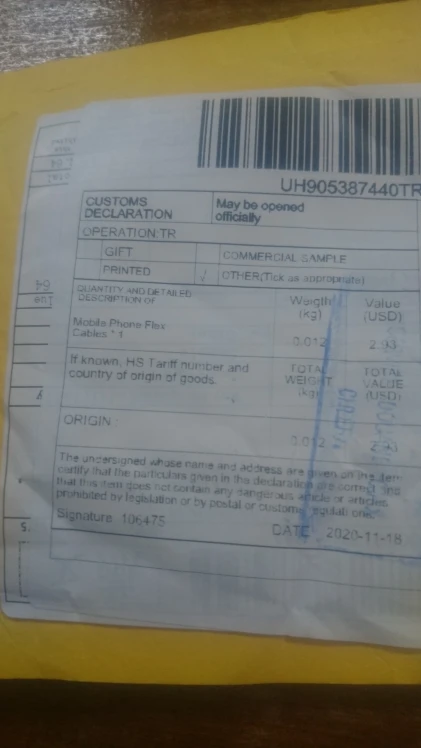 UH905387440TR
CUSTOMS DECLARATION
May be opened officially
OPERATION:TR
GIFT
COMMERCIAL SAMPLE
PRINTED
√ OTHER(Tick as appropriate)
QUANTITY AND DETAILED DESCRIPTION OF
Weigth (kg)
Value (USD)
Mobile Phone Flex Cables * 1
0.012
2.93
If known, HS Tariff number and country of origin of goods.
TOTAL WEIGHT (kg)
TOTAL VALUE (USD)
ORIGIN :
0.012
2.93
The undersigned whose name and address are given on the item
certify that the particulars given in the declaration are correct and
that this item does not contain any dangerous article or articles
prohibited by legislation or by postal or customs regulations
Signature 106475
DATE: 2020-11-18